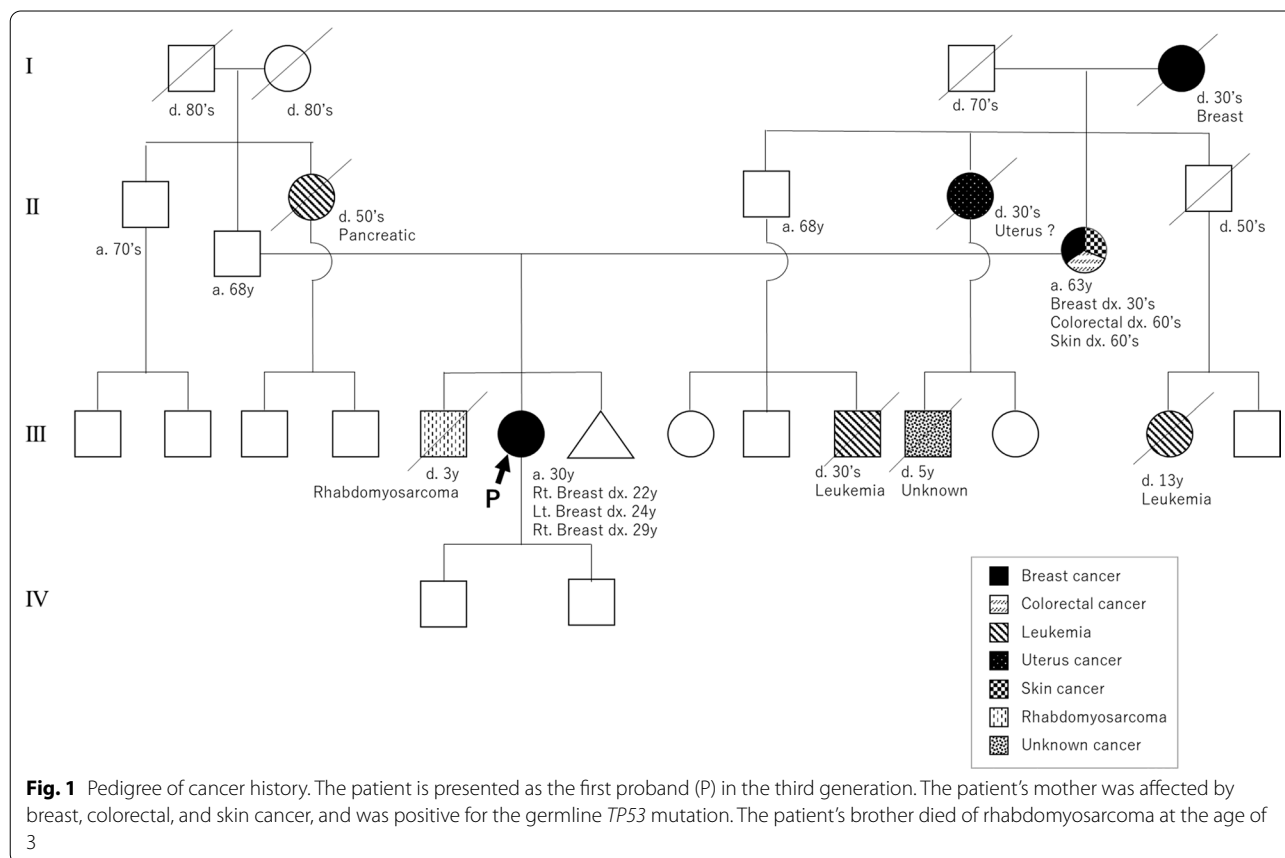 I
d. 80's
d. 80's
d. 70's
d. 30's
Breast
II
a. 70's
d. 50's
Pancreatic
a. 68y
a. 68y
d. 30's
Uterus ?
a. 63y
Breast dx. 30's
Colorectal dx. 60's
Skin dx. 60's
d. 50's
III
d. 3y
Rhabdomyosarcoma
P
a. 30y
Rt. Breast dx. 22y
Lt. Breast dx. 24y
Rt. Breast dx. 29y
d. 30's
Leukemia
d. 5y
Unknown
d. 13y
Leukemia
IV
Breast cancer
Colorectal cancer
Leukemia
Uterus cancer
Skin cancer
Rhabdomyosarcoma
Unknown cancer
Fig. 1 Pedigree of cancer history. The patient is presented as the first proband (P) in the third generation. The patient's mother was affected by
breast, colorectal, and skin cancer, and was positive for the germline TP53 mutation. The patient's brother died of rhabdomyosarcoma at the age of
3